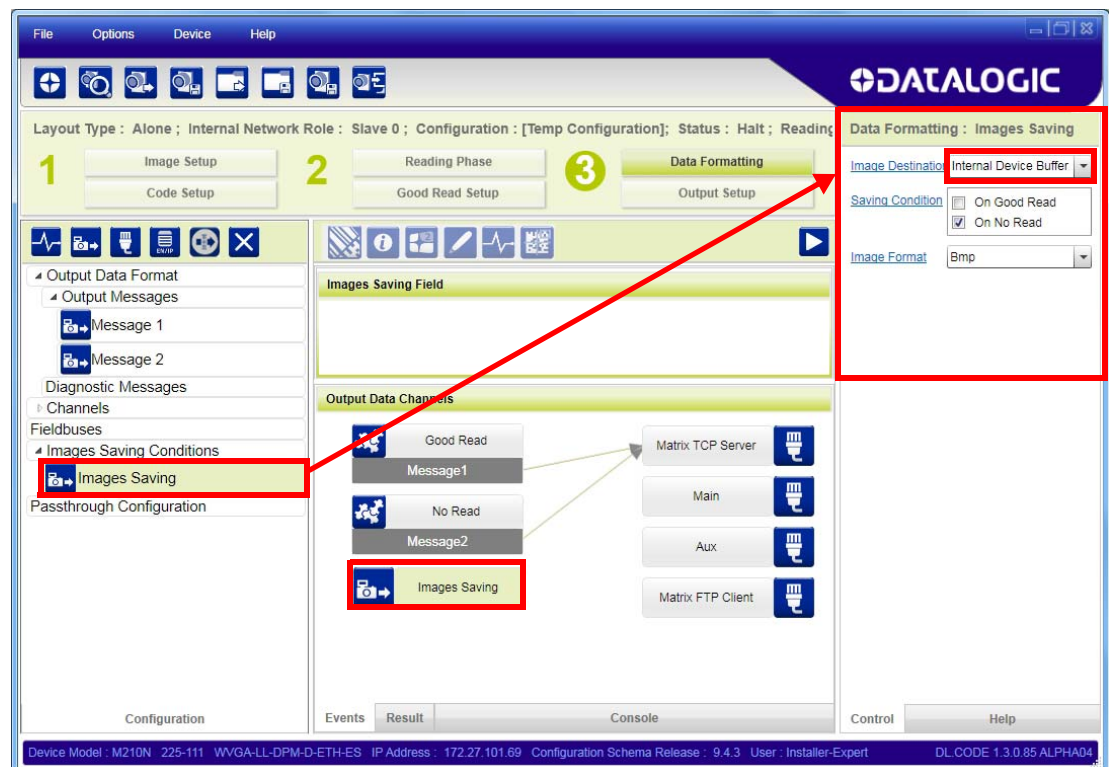 File Options Device Help
DATALOGIC
Layout Type : Alone ; Internal Network Role : Slave 0 ; Configuration : [Temp Configuration]; Status : Halt ; Reading
1
Image Setup
Code Setup
2
Reading Phase
Good Read Setup
3
Data Formatting
Output Setup
EN/IP
Output Data Format
Output Messages
Message 1
Message 2
Diagnostic Messages
Channels
Fieldbuses
Images Saving Conditions
Images Saving
Passthrough Configuration
Configuration
Images Saving Field
Output Data Channels
Good Read
Message1
No Read
Message2
Images Saving
Matrix TCP Server
Main
Aux
Matrix FTP Client
Events Result Console
Data Formatting : Images Saving
Image Destination Internal Device Buffer
Saving Condition On Good Read
On No Read
Image Format Bmp
Control Help
Device Model : M210N 225-111 WVGA-LL-DPM-D-ETH-ES IP Address : 172.27.101.69 Configuration Schema Release : 9.4.3 User : Installer-Expert DL.CODE 1.3.0.85 ALPHA04